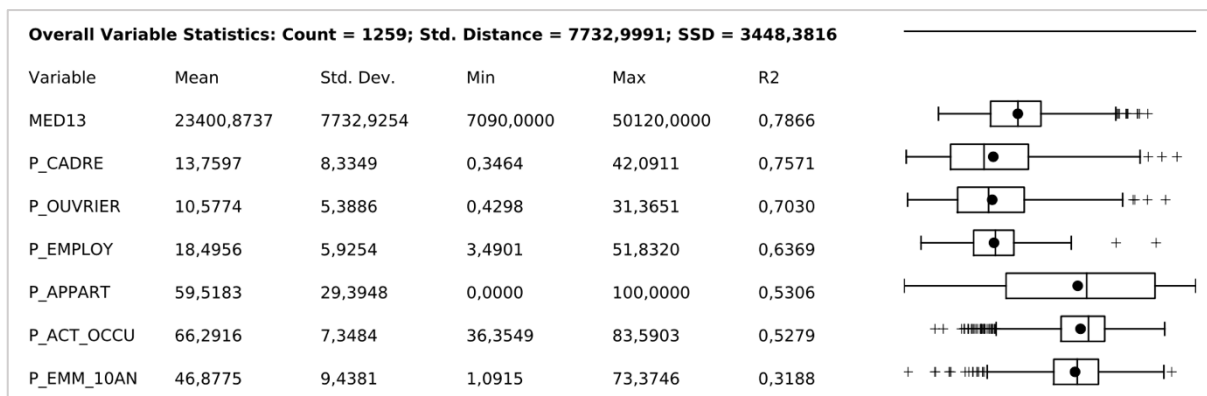 Overall Variable Statistics: Count = 1259; Std. Distance = 7732,9991; SSD = 3448,3816
Variable Mean Std. Dev. Min Max R2
MED13 23400,8737 7732,9254 7090,0000 50120,0000 0,7866
P_CADRE 13,7597 8,3349 0,3464 42,0911 0,7571
P_OUVRIER 10,5774 5,3886 0,4298 31,3651 0,7030
P_EMPLOY 18,4956 5,9254 3,4901 51,8320 0,6369
P_APPART 59,5183 29,3948 0,0000 100,0000 0,5306
P_ACT_OCCU 66,2916 7,3484 36,3549 83,5903 0,5279
P_EMM_10AN 46,8775 9,4381 1,0915 73,3746 0,3188